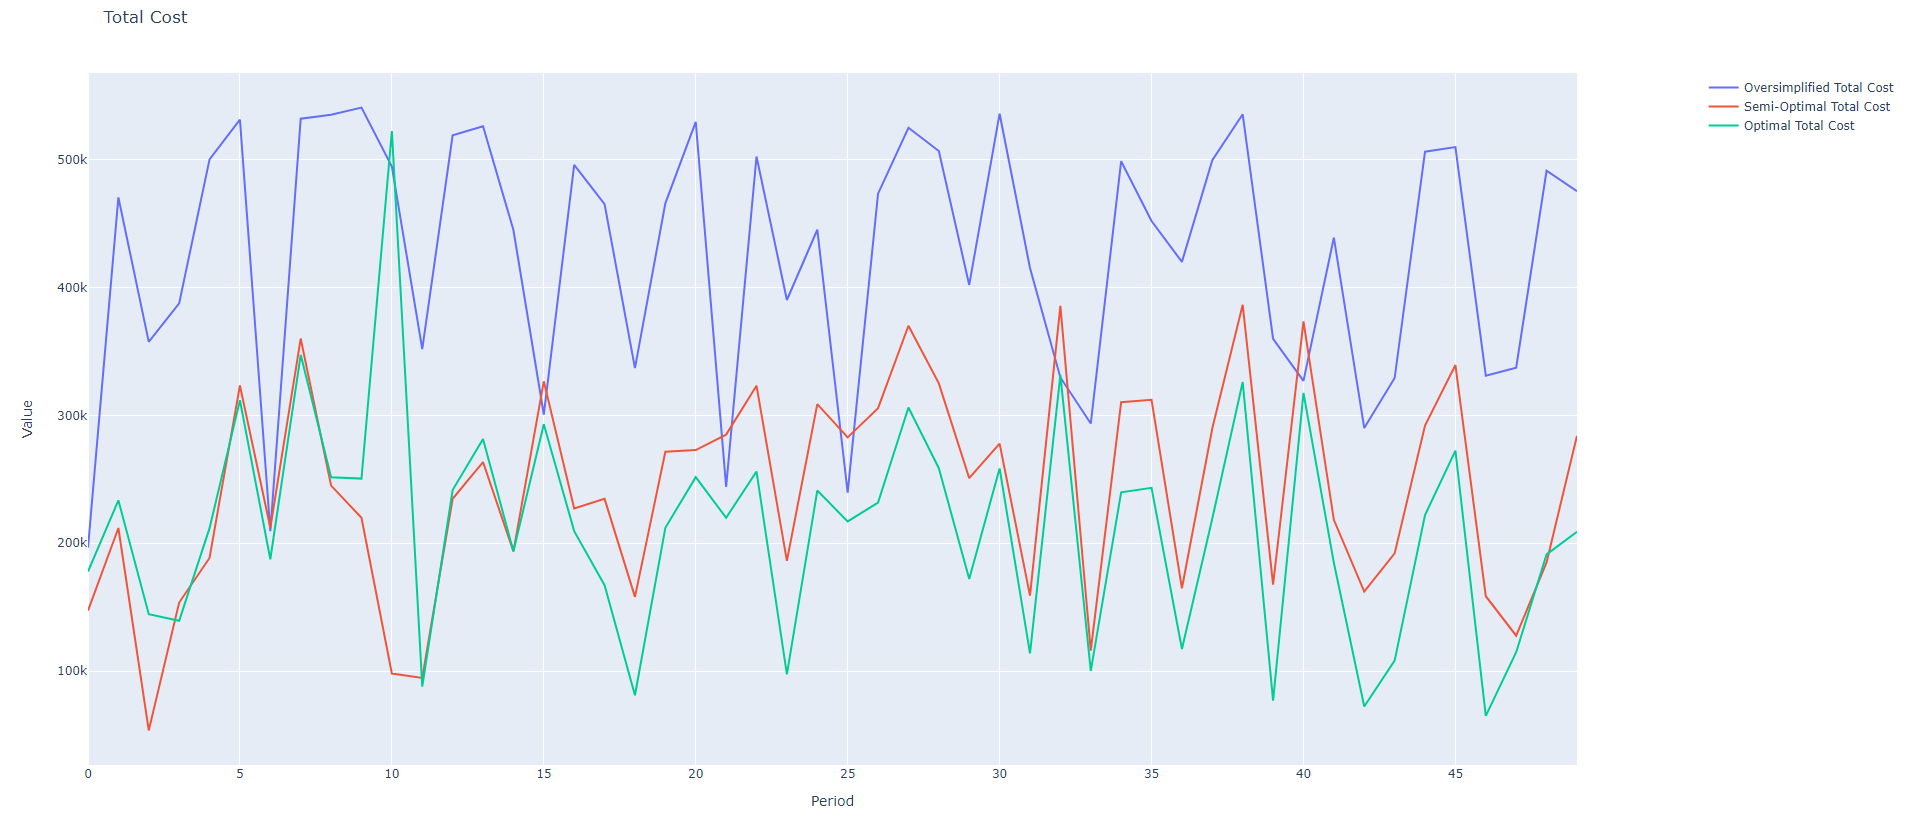 Total Cost
Oversimplified Total Cost
Semi-Optimal Total Cost
Optimal Total Cost
500k
400k
300k
200k
100k
Value
0 5 10 15 20 25 30 35 40 45
Period